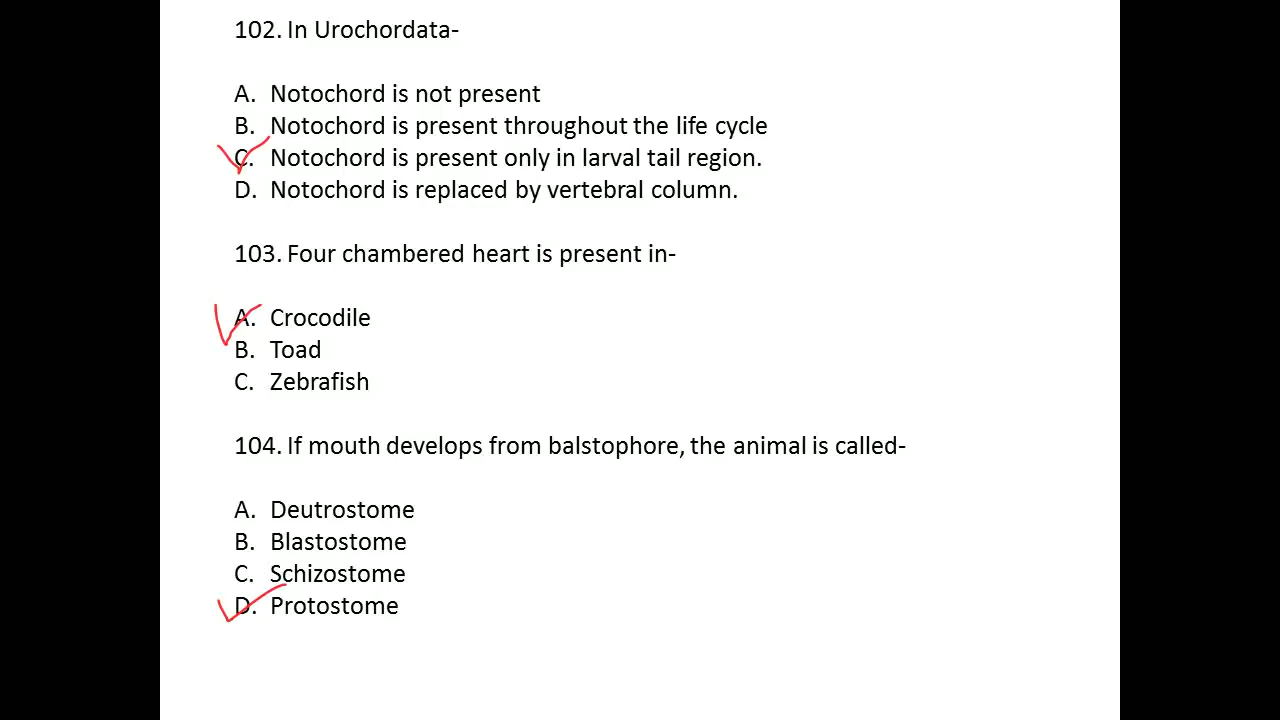 102. In Urochordata-
A. Notochord is not present
B. Notochord is present throughout the life cycle
C. Notochord is present only in larval tail region.
D. Notochord is replaced by vertebral column.
103. Four chambered heart is present in-
A. Crocodile
B. Toad
C. Zebrafish
104. If mouth develops from balstophore, the animal is called-
A. Deutrostome
B. Blastostome
C. Schizostome
D. Protostome